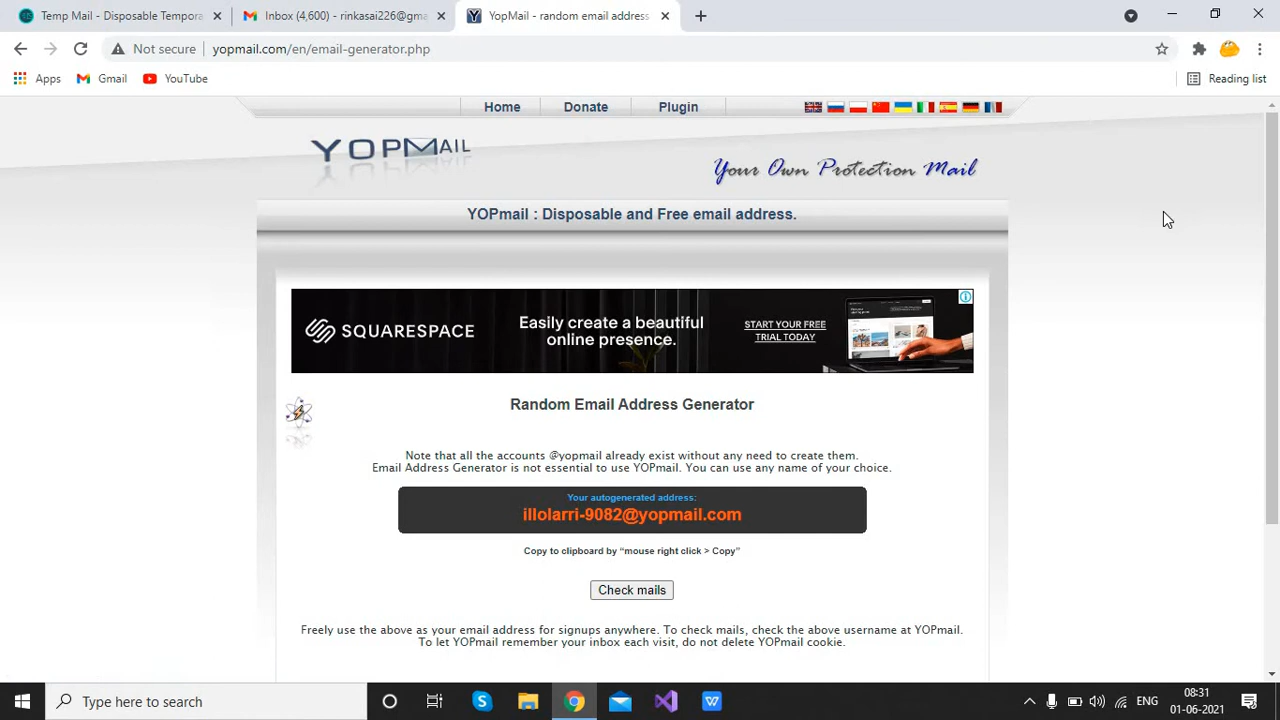 Temp Mail - Disposable Tempora
Inbox (4,600) - rinkasai226@gma
YopMail - random email address
Not secure yopmail.com/en/email-generator.php
Apps Gmail YouTube Reading list
Home Donate Plugin
YOPMAIL
Your Own Protection Mail
YOPmail : Disposable and Free email address.
SQUARESPACE
Easily create a beautiful
online presence.
START YOUR FREE
TRIAL TODAY
Random Email Address Generator
Note that all the accounts @yopmail already exist without any need to create them.
Email Address Generator is not essential to use YOPmail. You can use any name of your choice.
Your autogenerated address:
illolarri-9082@yopmail.com
Copy to clipboard by “mouse right click > Copy”
Check mails
Freely use the above as your email address for signups anywhere. To check mails, check the above username at YOPmail.
To let YOPmail remember your inbox each visit, do not delete YOPmail cookie.
Type here to search
ENG
08:31
01-06-2021